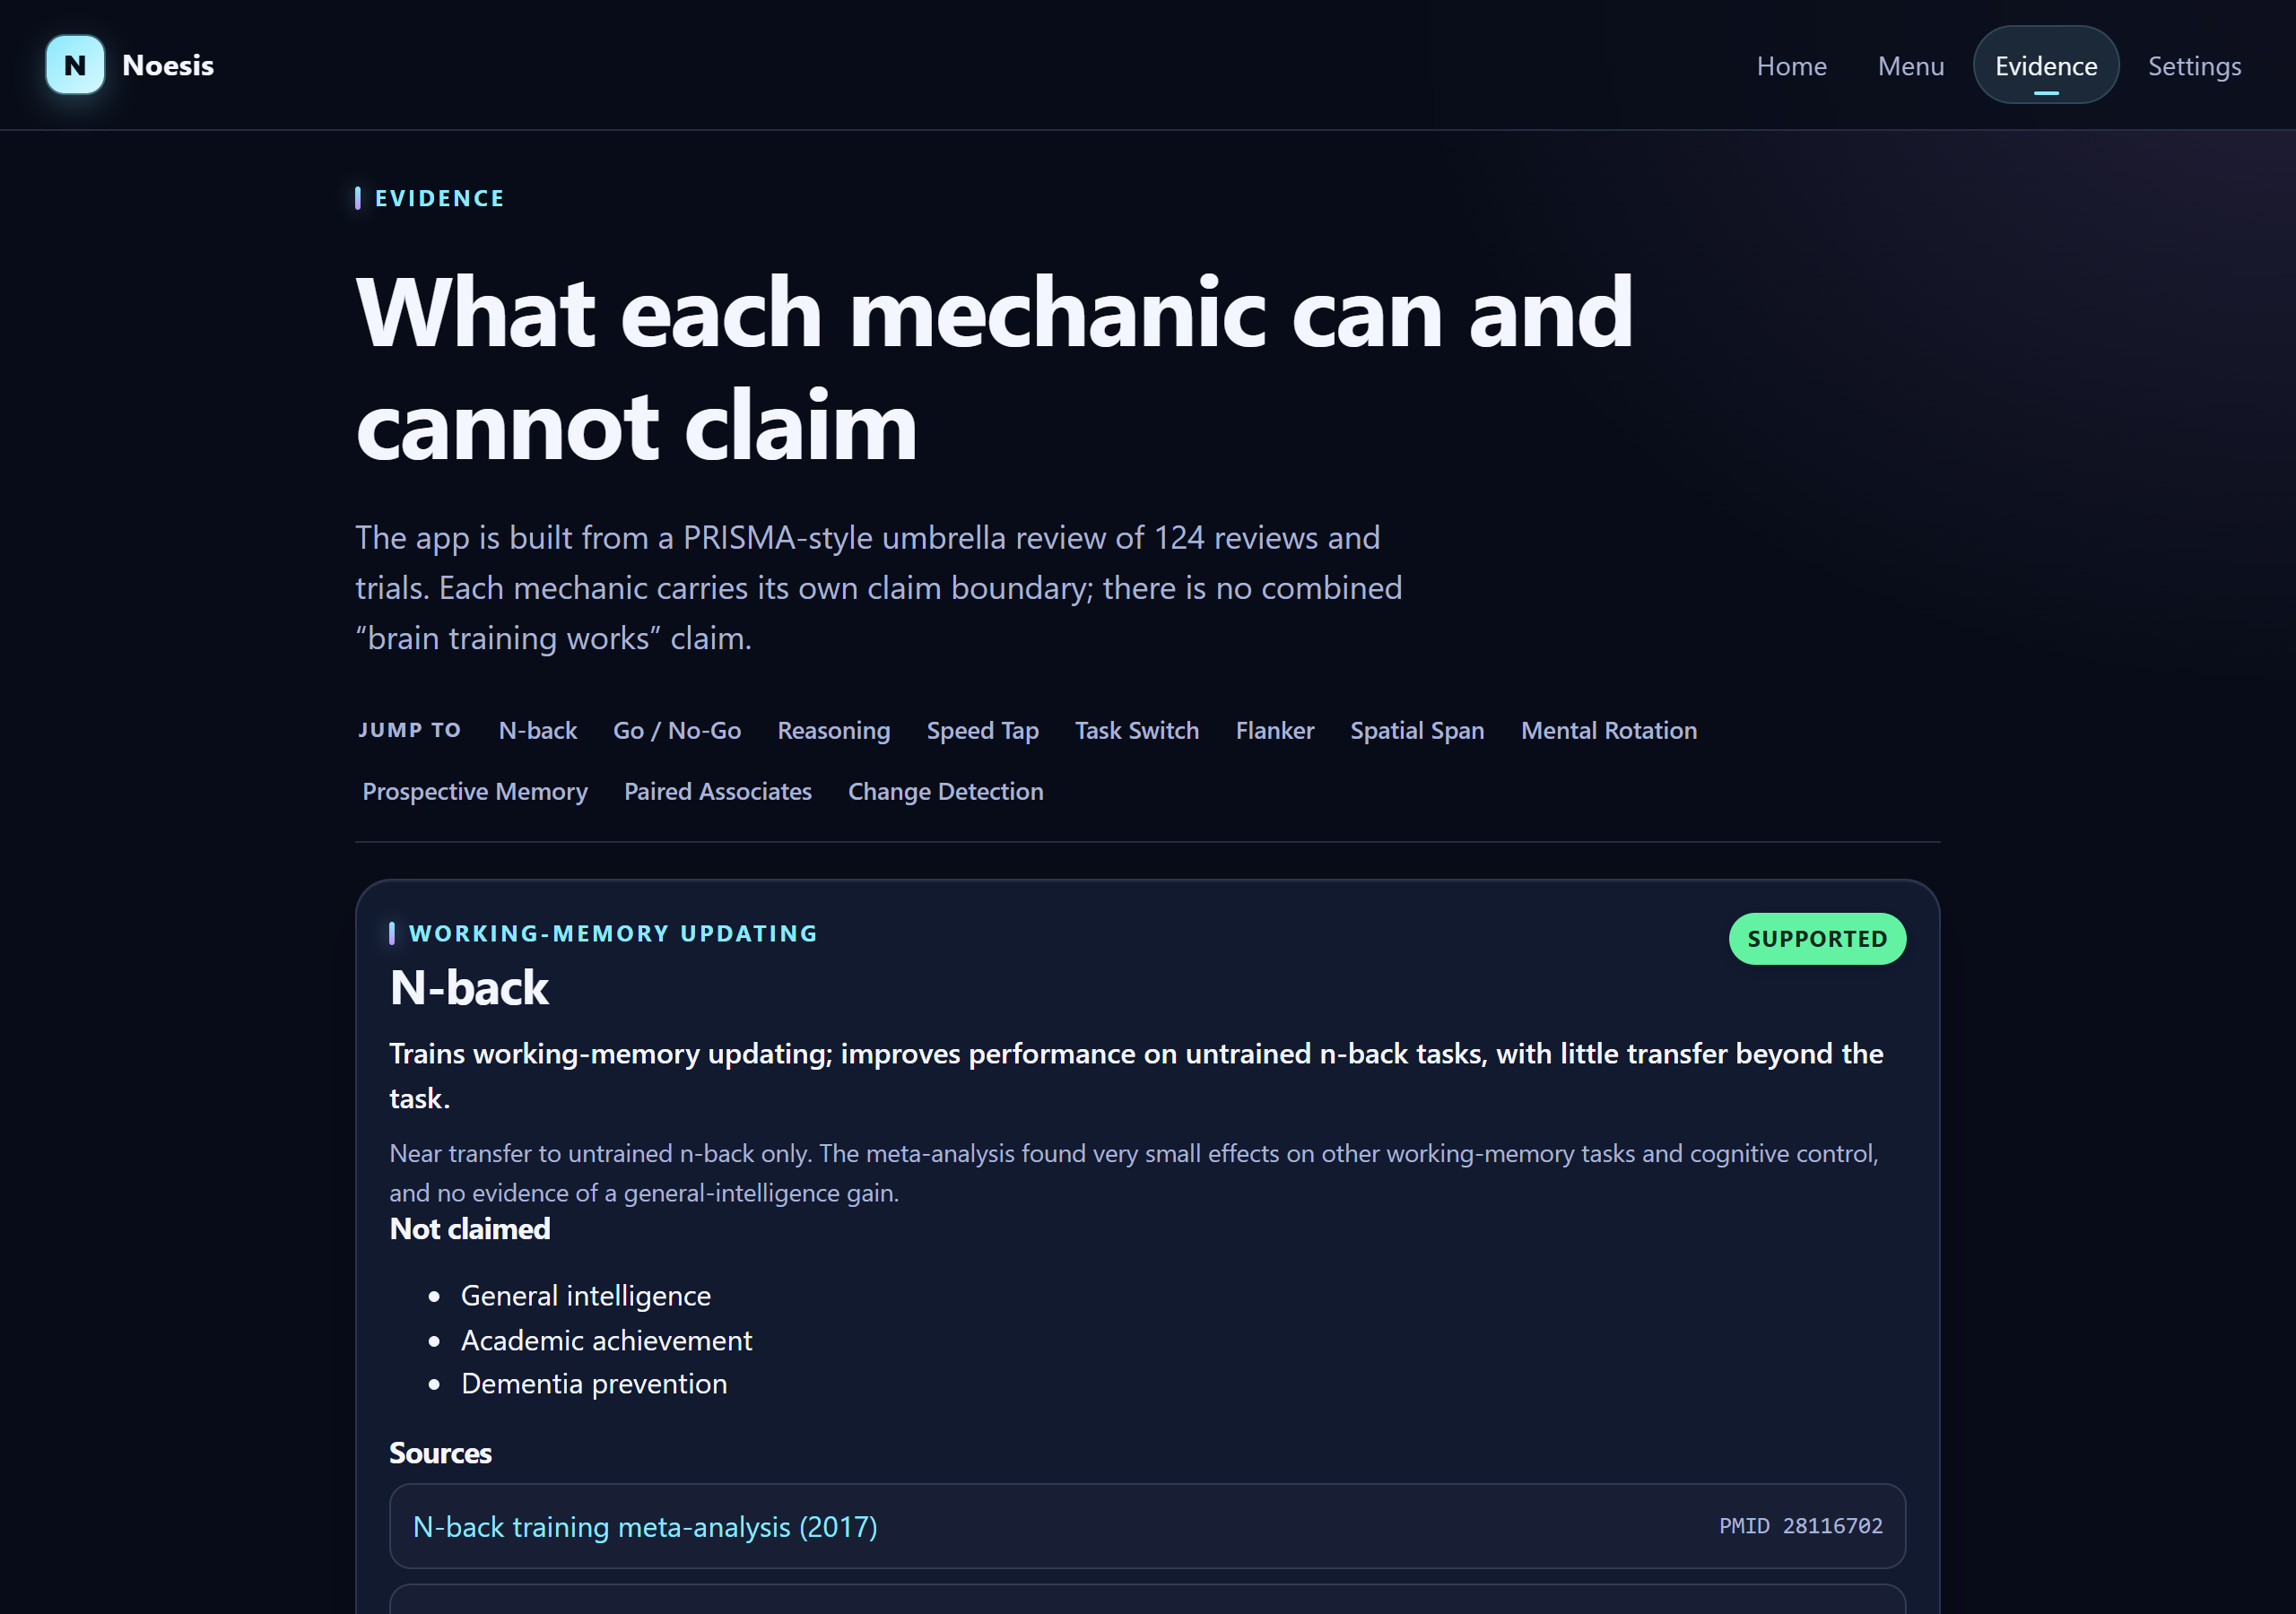 N Noesis
Home Menu Evidence Settings
EVIDENCE
What each mechanic can and
cannot claim
The app is built from a PRISMA-style umbrella review of 124 reviews and
trials. Each mechanic carries its own claim boundary; there is no combined
“brain training works” claim.
JUMP TO N-back Go / No-Go Reasoning Speed Tap Task Switch Flanker Spatial Span Mental Rotation
Prospective Memory Paired Associates Change Detection
WORKING-MEMORY UPDATING
SUPPORTED
N-back
Trains working-memory updating; improves performance on untrained n-back tasks, with little transfer beyond the
task.
Near transfer to untrained n-back only. The meta-analysis found very small effects on other working-memory tasks and cognitive control,
and no evidence of a general-intelligence gain.
Not claimed
General intelligence
Academic achievement
Dementia prevention
Sources
N-back training meta-analysis (2017) PMID 28116702